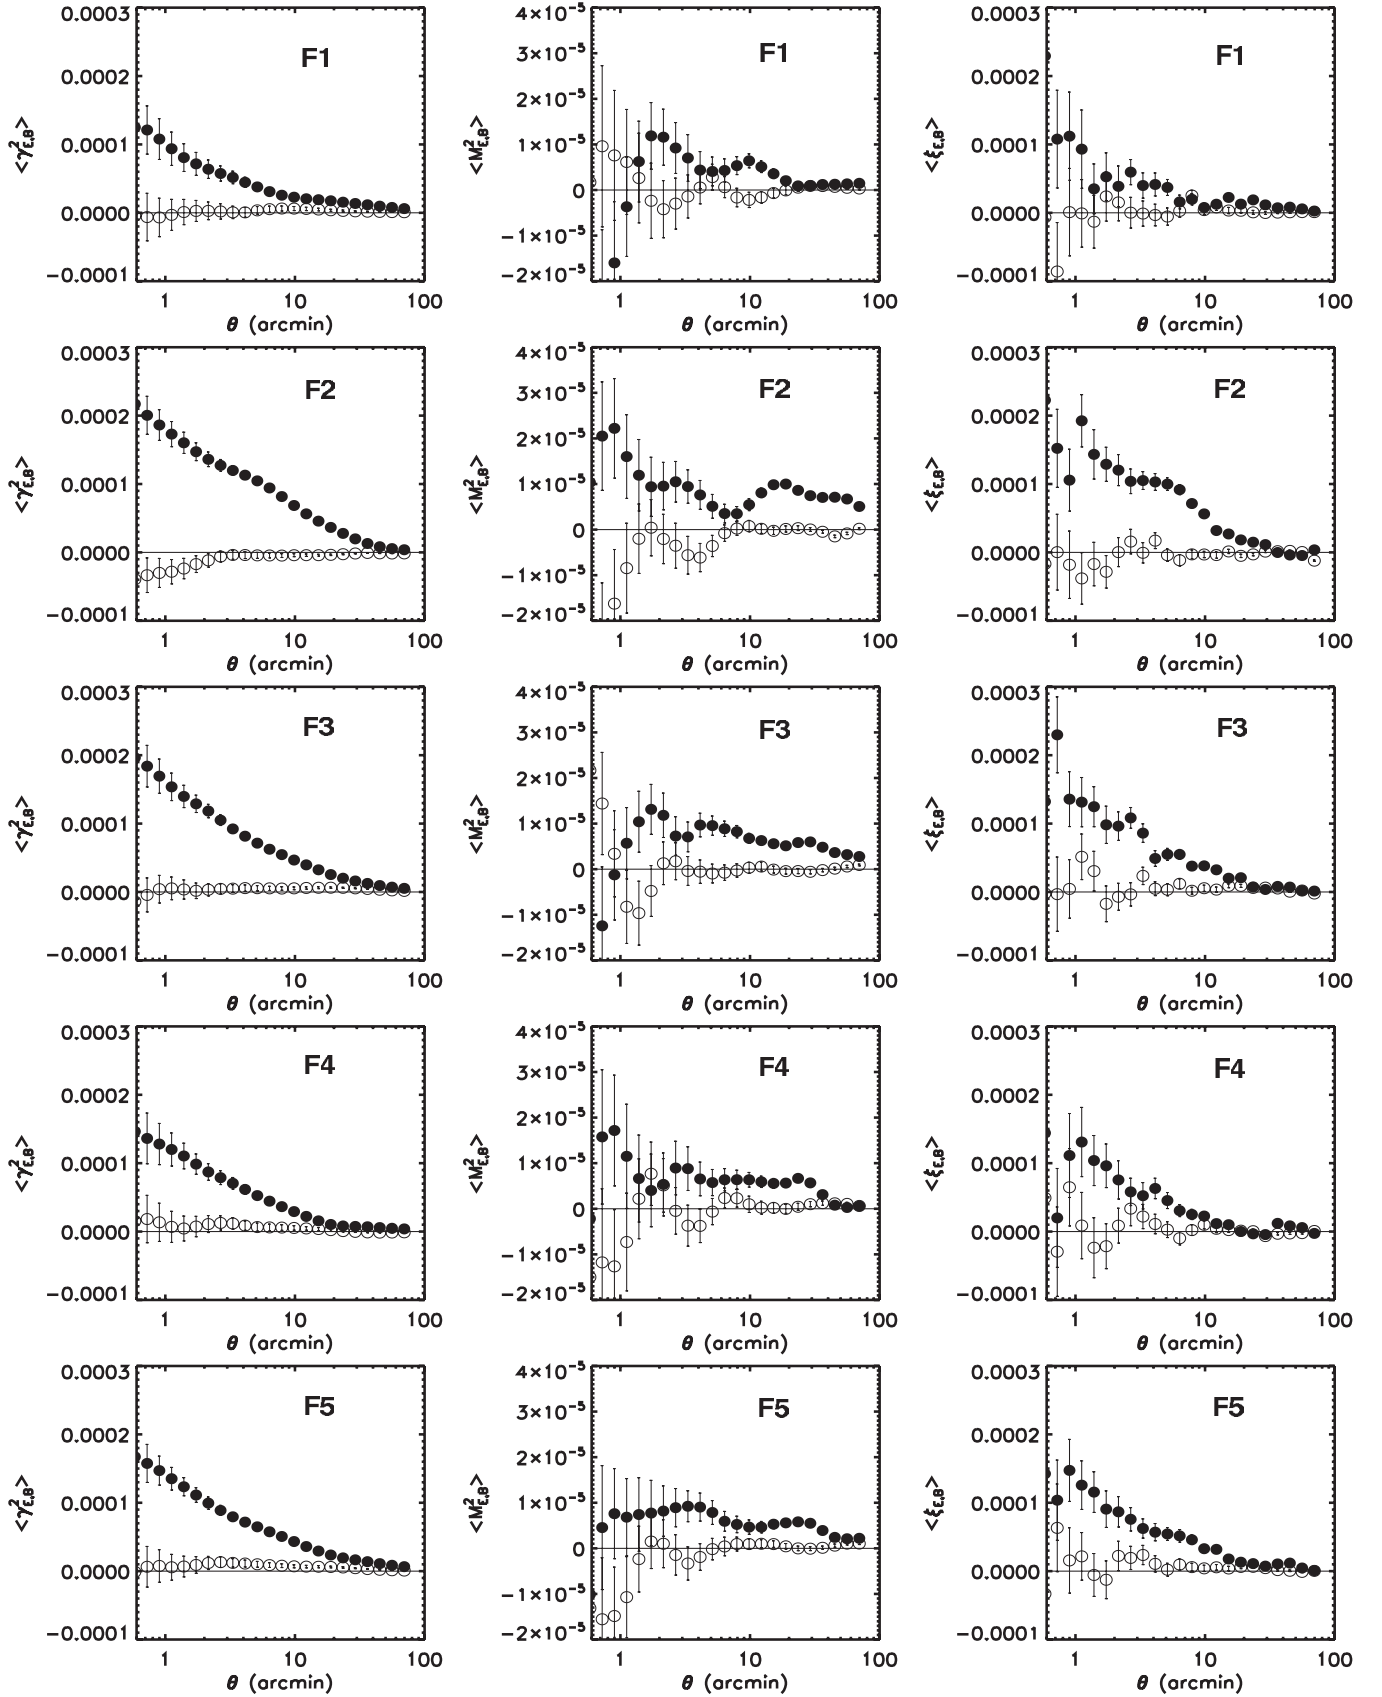 0.0003 4×10⁻⁵ 0.0003
F1 3×10⁻⁵ F1 F1
0.0002 2×10⁻⁵ 0.0002
<γ²E,B> <M²E,B> <ξE,B>
0.0001 1×10⁻⁵ 0.0001
0.0000 0 0.0000
−1×10⁻⁵
−0.0001 −2×10⁻⁵ −0.0001
1 10 100 1 10 100 1 10 100
θ (arcmin) θ (arcmin) θ (arcmin)
0.0003 4×10⁻⁵ 0.0003
F2 3×10⁻⁵ F2 F2
0.0002 2×10⁻⁵ 0.0002
<γ²E,B> <M²E,B> <ξE,B>
0.0001 1×10⁻⁵ 0.0001
0.0000 0 0.0000
−1×10⁻⁵
−0.0001 −2×10⁻⁵ −0.0001
1 10 100 1 10 100 1 10 100
θ (arcmin) θ (arcmin) θ (arcmin)
0.0003 4×10⁻⁵ 0.0003
F3 3×10⁻⁵ F3 F3
0.0002 2×10⁻⁵ 0.0002
<γ²E,B> <M²E,B> <ξE,B>
0.0001 1×10⁻⁵ 0.0001
0.0000 0 0.0000
−1×10⁻⁵
−0.0001 −2×10⁻⁵ −0.0001
1 10 100 1 10 100 1 10 100
θ (arcmin) θ (arcmin) θ (arcmin)
0.0003 4×10⁻⁵ 0.0003
F4 3×10⁻⁵ F4 F4
0.0002 2×10⁻⁵ 0.0002
<γ²E,B> <M²E,B> <ξE,B>
0.0001 1×10⁻⁵ 0.0001
0.0000 0 0.0000
−1×10⁻⁵
−0.0001 −2×10⁻⁵ −0.0001
1 10 100 1 10 100 1 10 100
θ (arcmin) θ (arcmin) θ (arcmin)
0.0003 4×10⁻⁵ 0.0003
F5 3×10⁻⁵ F5 F5
0.0002 2×10⁻⁵ 0.0002
<γ²E,B> <M²E,B> <ξE,B>
0.0001 1×10⁻⁵ 0.0001
0.0000 0 0.0000
−1×10⁻⁵
−0.0001 −2×10⁻⁵ −0.0001
1 10 100 1 10 100 1 10 100
θ (arcmin) θ (arcmin) θ (arcmin)